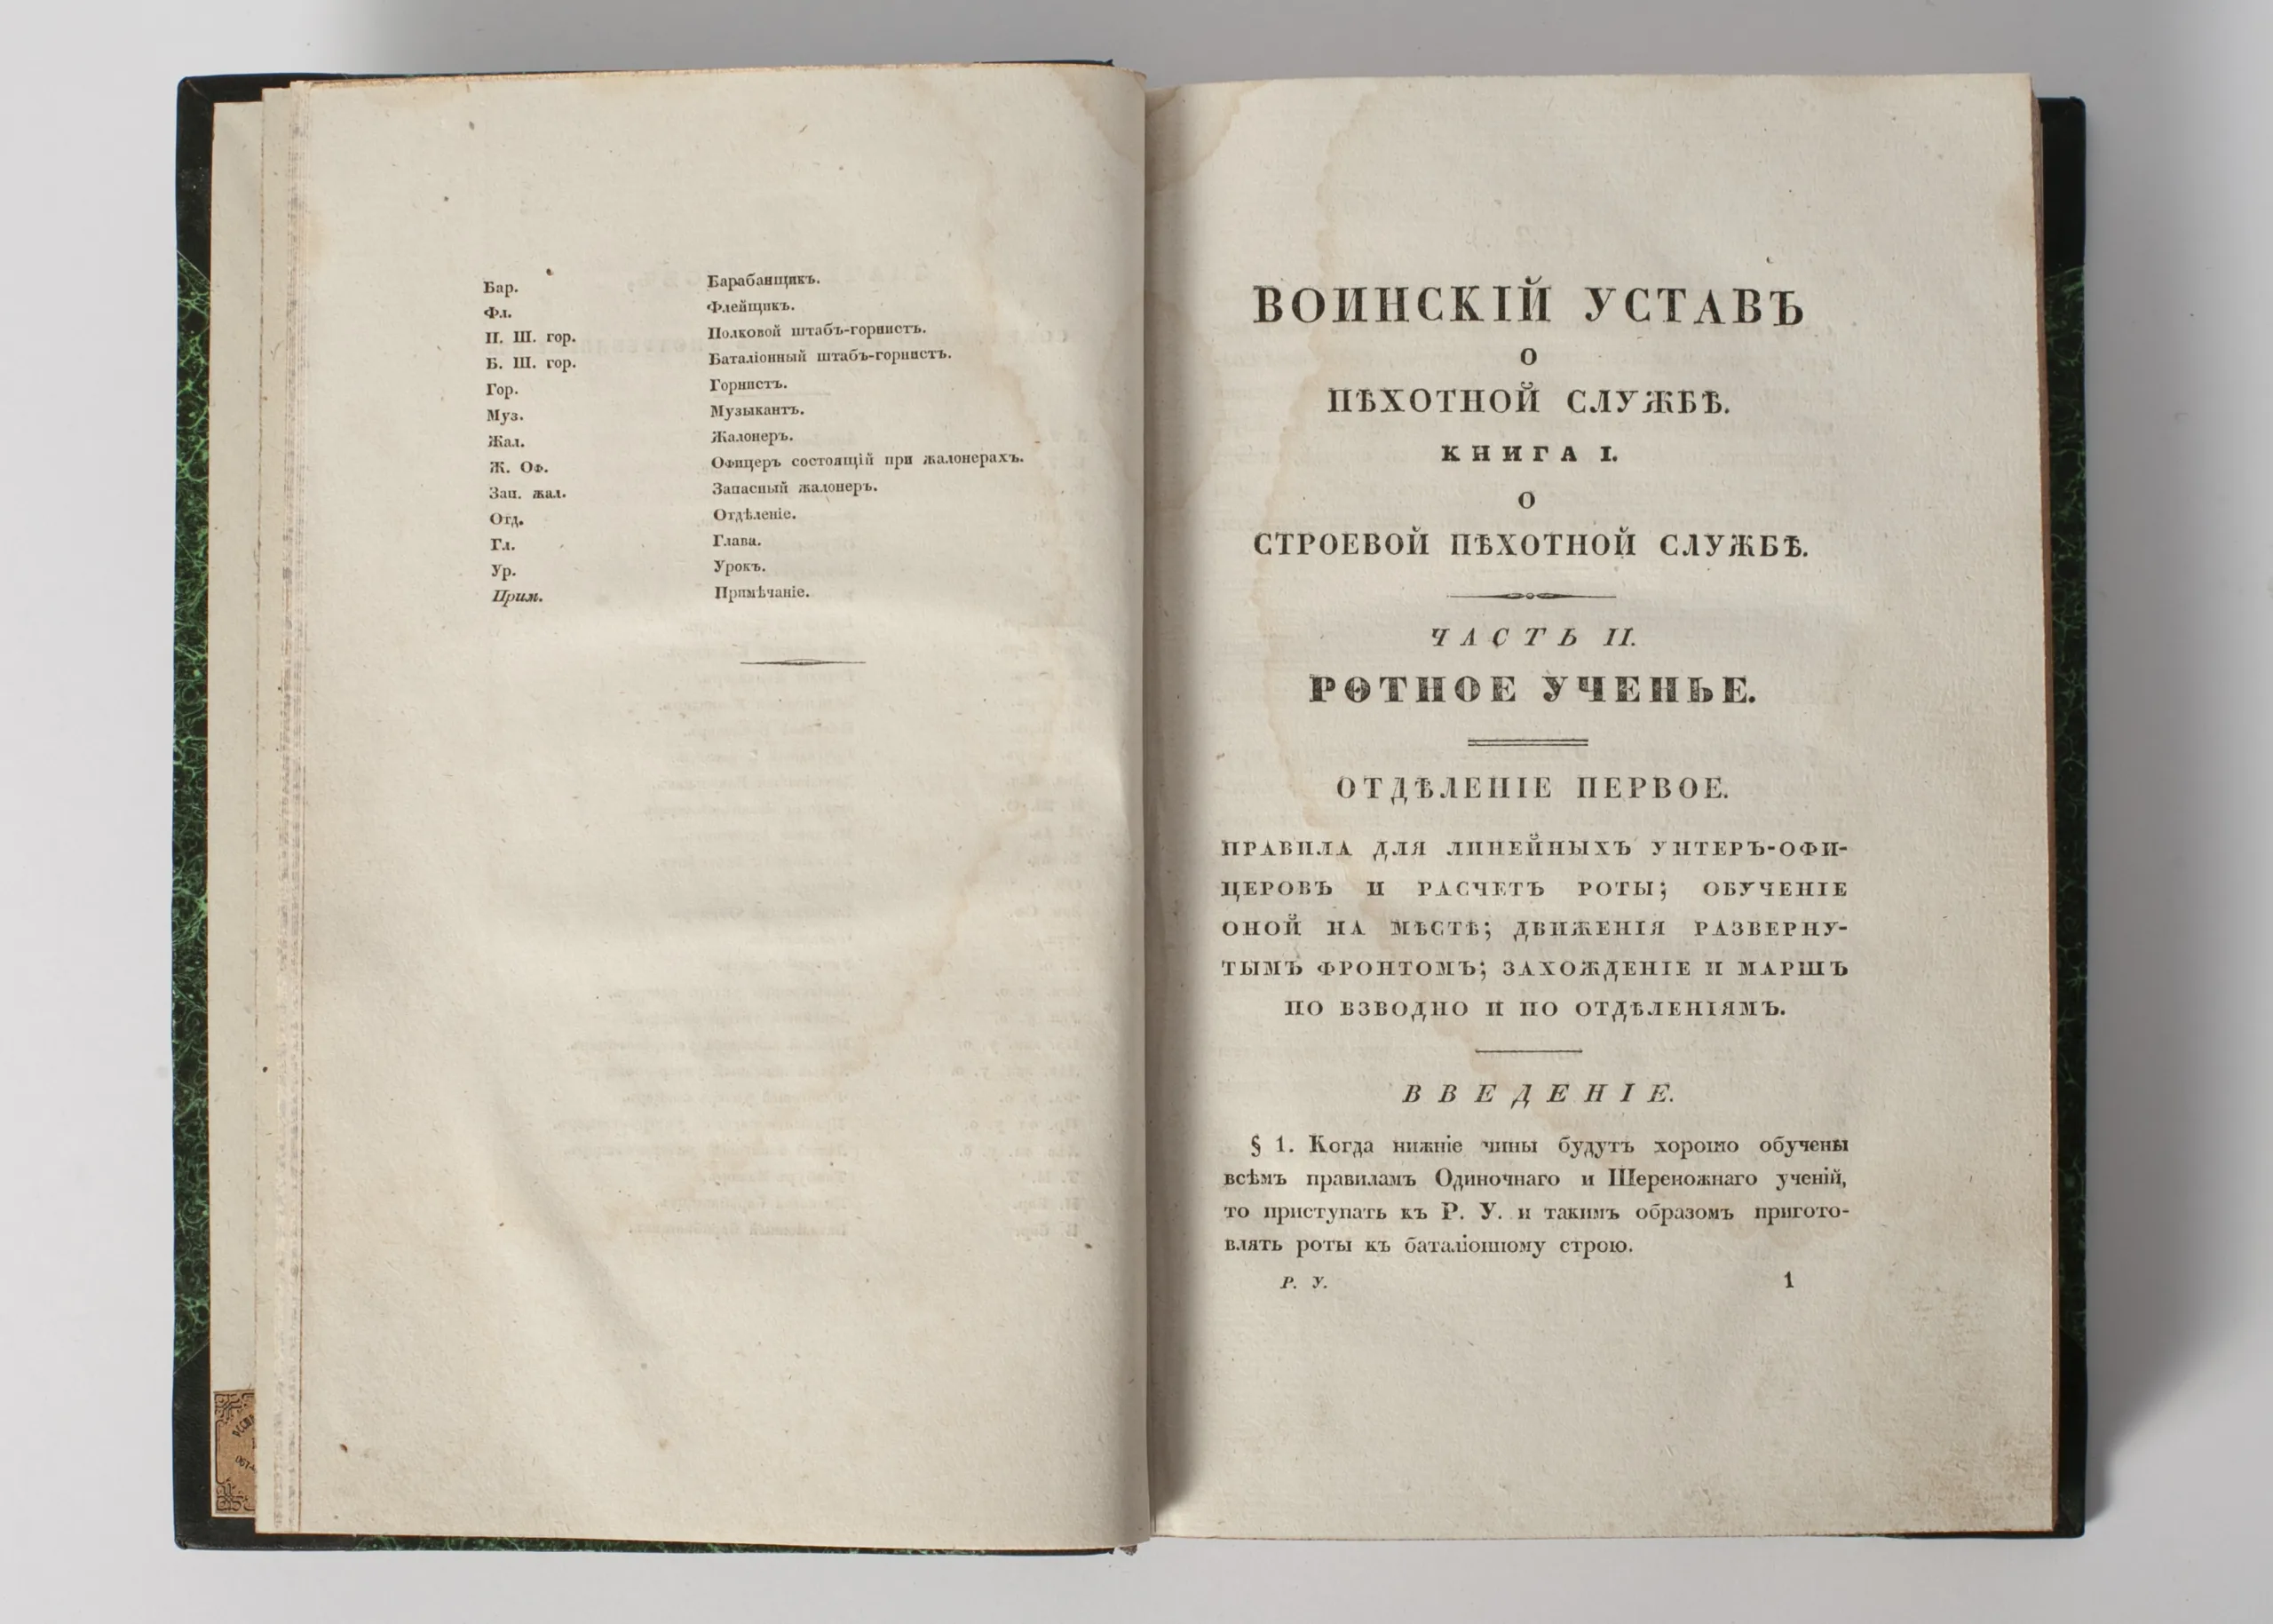 Бар. Барабанщикъ.
Фл. Флейщикъ.
П. Ш. гор. Полковой штабъ-горнистъ.
Б. Ш. гор. Баталіонный штабъ-горнистъ.
Гор. Горнистъ.
Муз. Музыкантъ.
Жал. Жалонеръ.
Ж. Оф. Офицеръ состоящій при жалонерахъ.
Зап. жал. Запасный жалонеръ.
Отд. Отдѣленіе.
Гл. Глава.
Ур. Урокъ.
Прим. Примѣчаніе.
ВОИНСКІЙ УСТАВЪ
О
ПѢХОТНОЙ СЛУЖБѢ.
КНИГА I.
О
СТРОЕВОЙ ПѢХОТНОЙ СЛУЖБѢ.
ЧАСТЬ II.
РОТНОЕ УЧЕНЬЕ.
ОТДѢЛЕНІЕ ПЕРВОЕ.
ПРАВИЛА ДЛЯ ЛИНЕЙНЫХЪ УНТЕРЪ-ОФИ-
ЦЕРОВЪ И РАСЧЕТЪ РОТЫ; ОБУЧЕНІЕ
ОНОЙ НА МѢСТѢ; ДВИЖЕНІЯ РАЗВЕРНУ-
ТЫМЪ ФРОНТОМЪ; ЗАХОЖДЕНІЕ И МАРШЪ
ПО ВЗВОДНО И ПО ОТДѢЛЕНІЯМЪ.
ВВЕДЕНІЕ.
§ 1. Когда нижніе чины будутъ хорошо обучены
всѣмъ правиламъ Одиночнаго и Шереножнаго ученій,
то приступать къ Р. У. и такимъ образомъ пригото-
влять роты къ баталіонному строю.
Р. У. 1